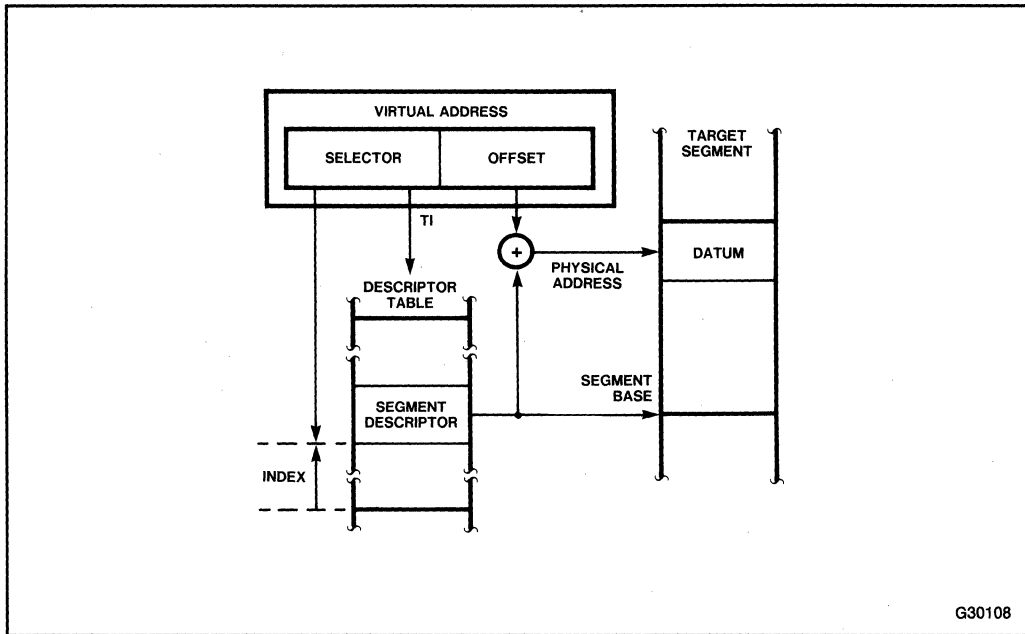 VIRTUAL ADDRESS
SELECTOR
OFFSET
TARGET
SEGMENT
TI
+
DATUM
PHYSICAL
ADDRESS
DESCRIPTOR
TABLE
SEGMENT
BASE
SEGMENT
DESCRIPTOR
INDEX
G30108